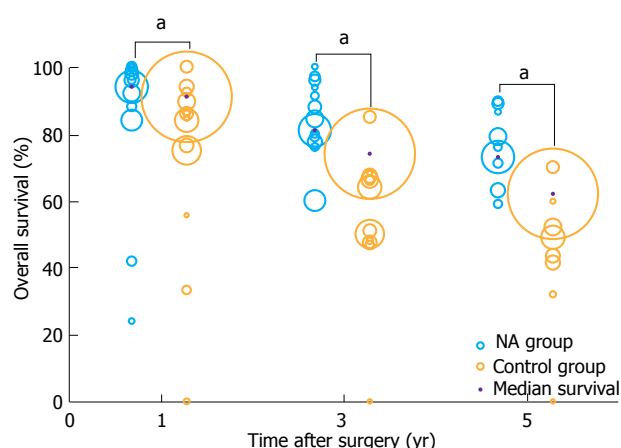 a
a
a
100
80
60
40
20
0
0
1
3
5
Overall survival (%)
Time after surgery (yr)
NA group
Control group
Median survival